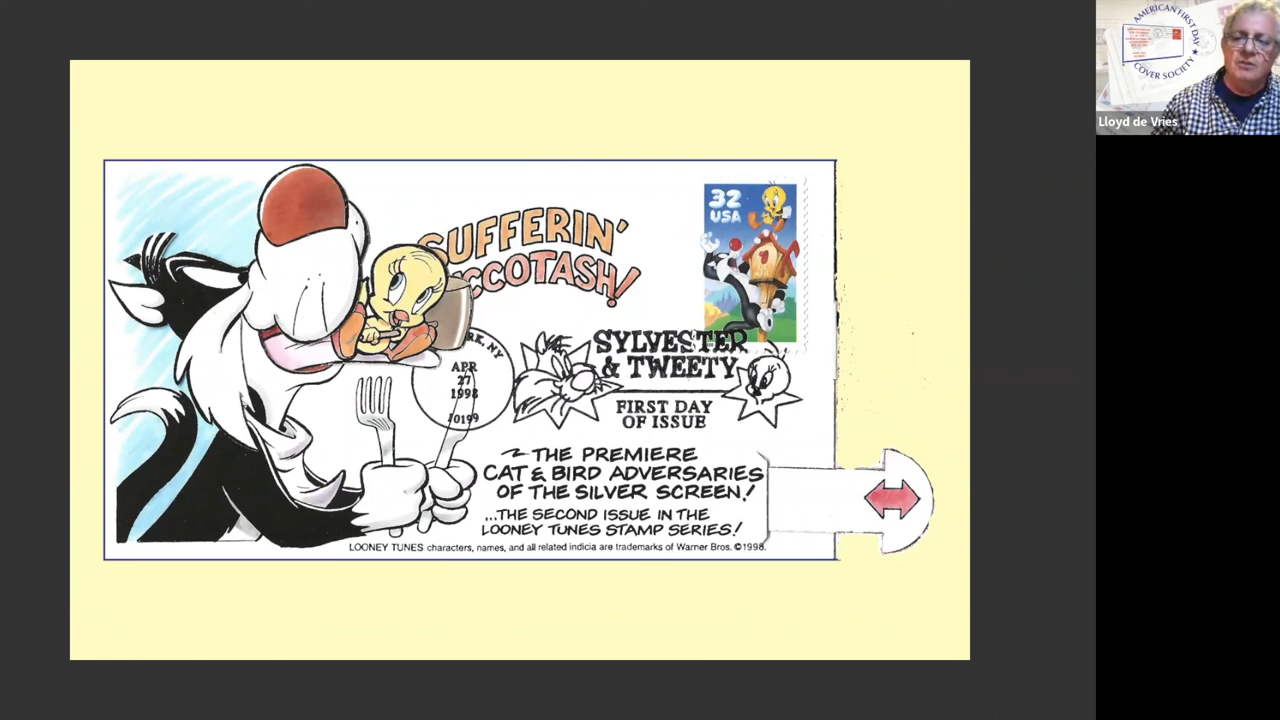 SUFFERIN'
SUCCOTASH!
32
USA
RK, NY
APR
27
1998
10199
SYLVESTER
& TWEETY
FIRST DAY
OF ISSUE
THE PREMIERE
CAT & BIRD ADVERSARIES
OF THE SILVER SCREEN!
...THE SECOND ISSUE IN THE
LOONEY TUNES STAMP SERIES!
LOONEY TUNES characters, names, and all related indicia are trademarks of Warner Bros. ©1998.
AMERICAN FIRST DAY
COVER SOCIETY ★
Lloyd de Vries